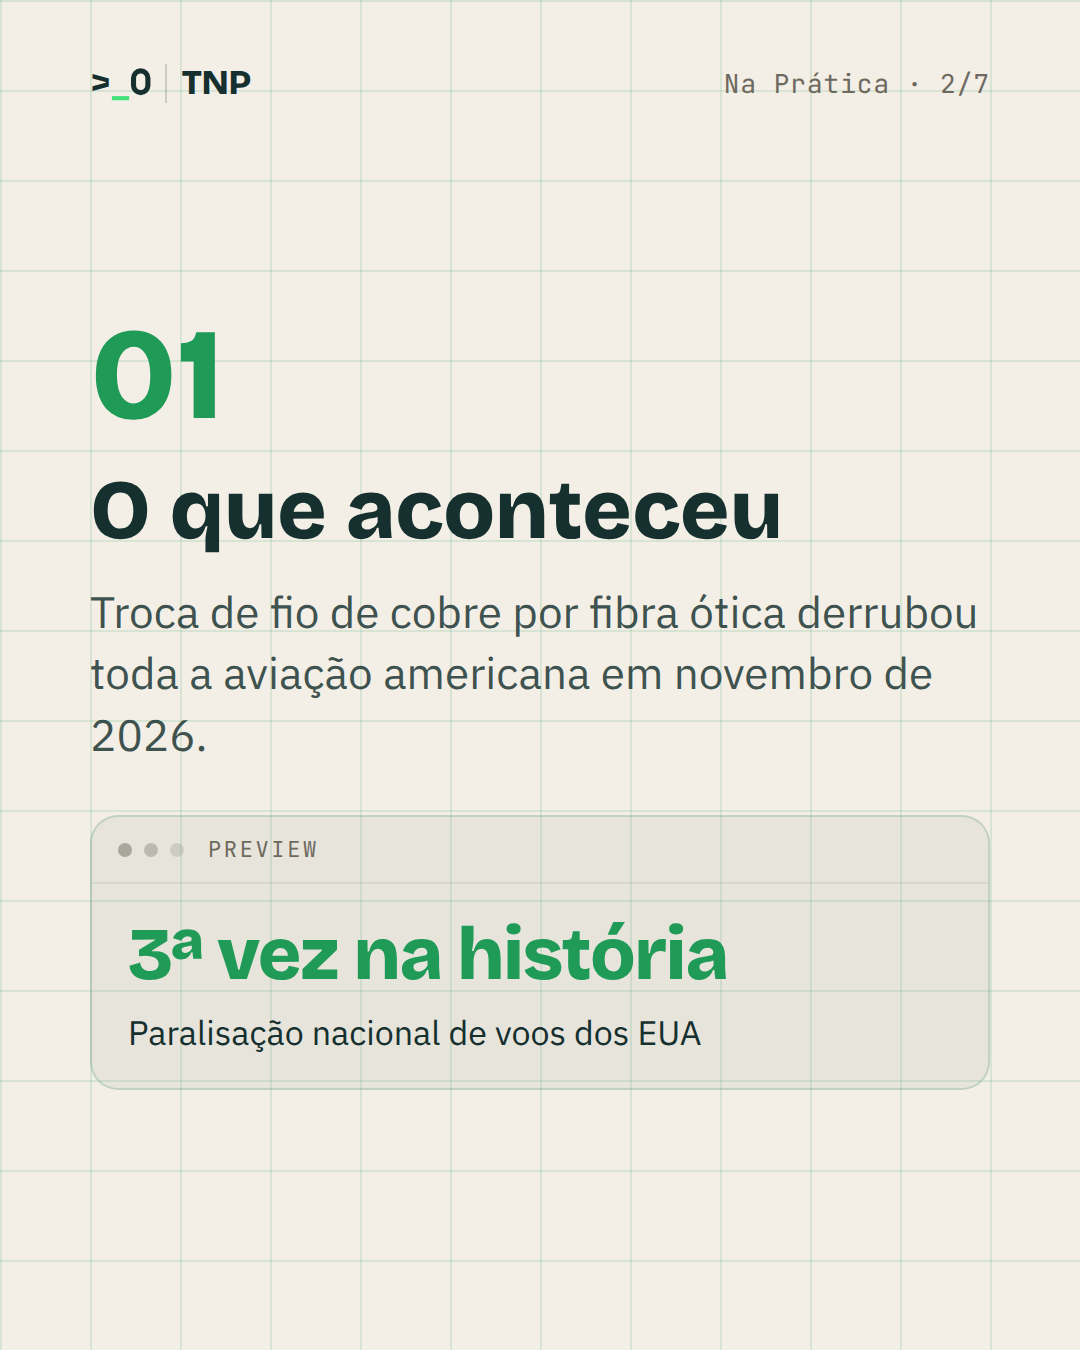 >_O TNP
Na Prática · 2/7
01
O que aconteceu
Troca de fio de cobre por fibra ótica derrubou
toda a aviação americana em novembro de
2026.
PREVIEW
3ª vez na história
Paralisação nacional de voos dos EUA